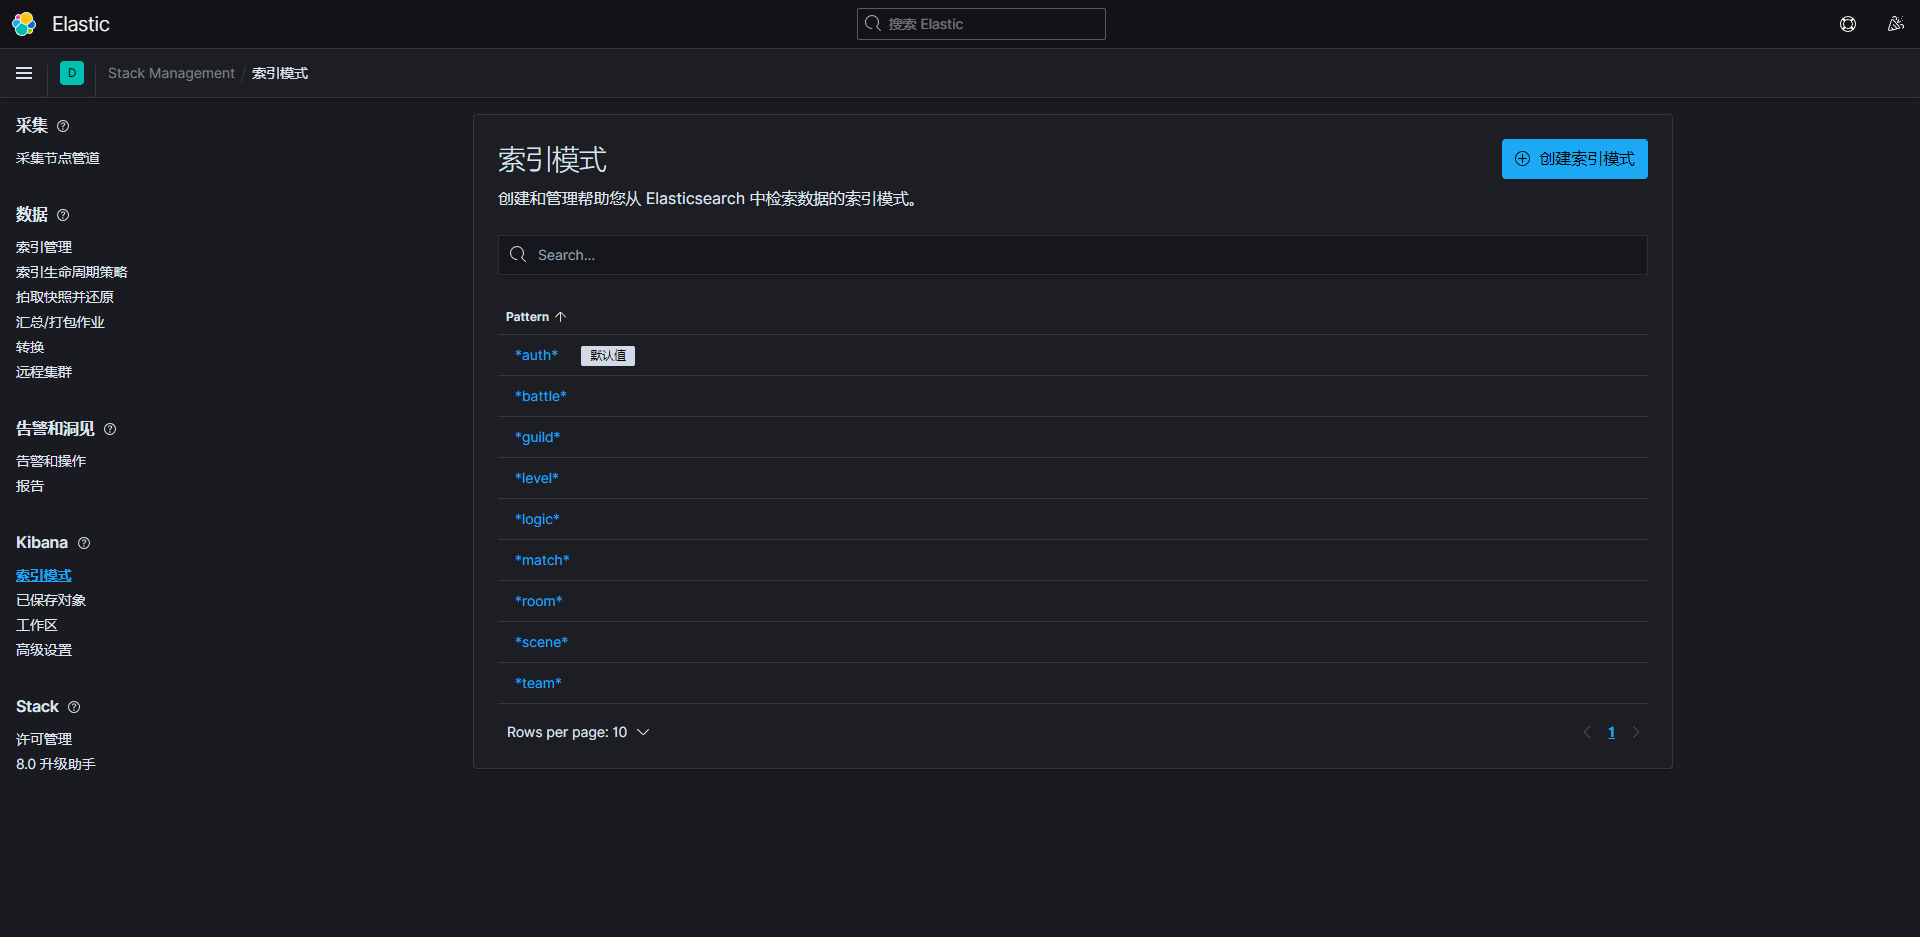 Elastic
搜索 Elastic
D
Stack Management / 索引模式
采集
采集节点管道
数据
索引管理
索引生命周期策略
拍取快照并还原
汇总/打包作业
转换
远程集群
告警和洞见
告警和操作
报告
Kibana
索引模式
已保存对象
工作区
高级设置
Stack
许可管理
8.0 升级助手
索引模式
创建索引模式
创建和管理帮助您从 Elasticsearch 中检索数据的索引模式。
Search...
Pattern
*auth* 默认值
*battle*
*guild*
*level*
*logic*
*match*
*room*
*scene*
*team*
Rows per page: 10
1